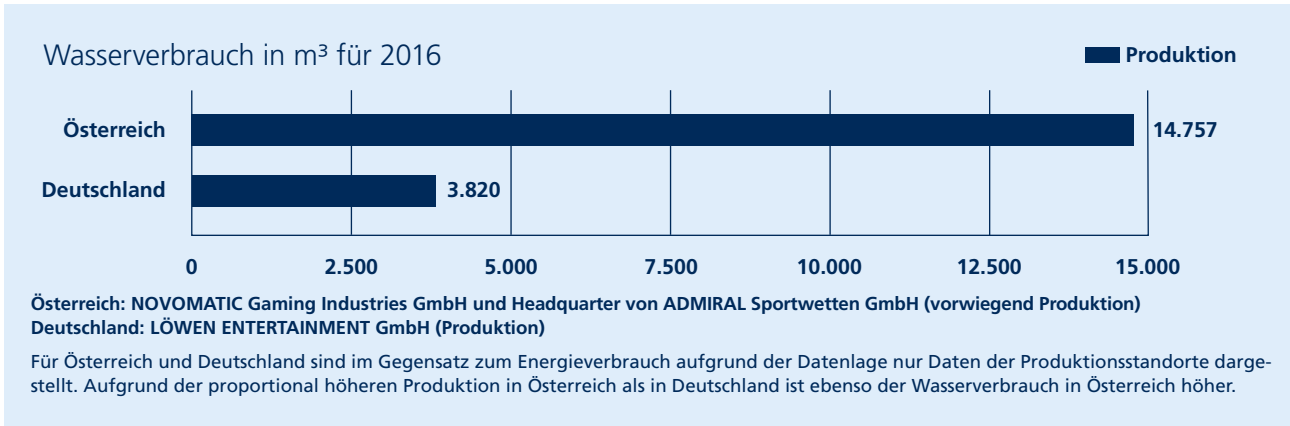 Wasserverbrauch in m³ für 2016
Produktion
Österreich
14.757
Deutschland
3.820
0 2.500 5.000 7.500 10.000 12.500 15.000
Österreich: NOVOMATIC Gaming Industries GmbH und Headquarter von ADMIRAL Sportwetten GmbH (vorwiegend Produktion)
Deutschland: LÖWEN ENTERTAINMENT GmbH (Produktion)
Für Österreich und Deutschland sind im Gegensatz zum Energieverbrauch aufgrund der Datenlage nur Daten der Produktionsstandorte darge-
stellt. Aufgrund der proportional höheren Produktion in Österreich als in Deutschland ist ebenso der Wasserverbrauch in Österreich höher.